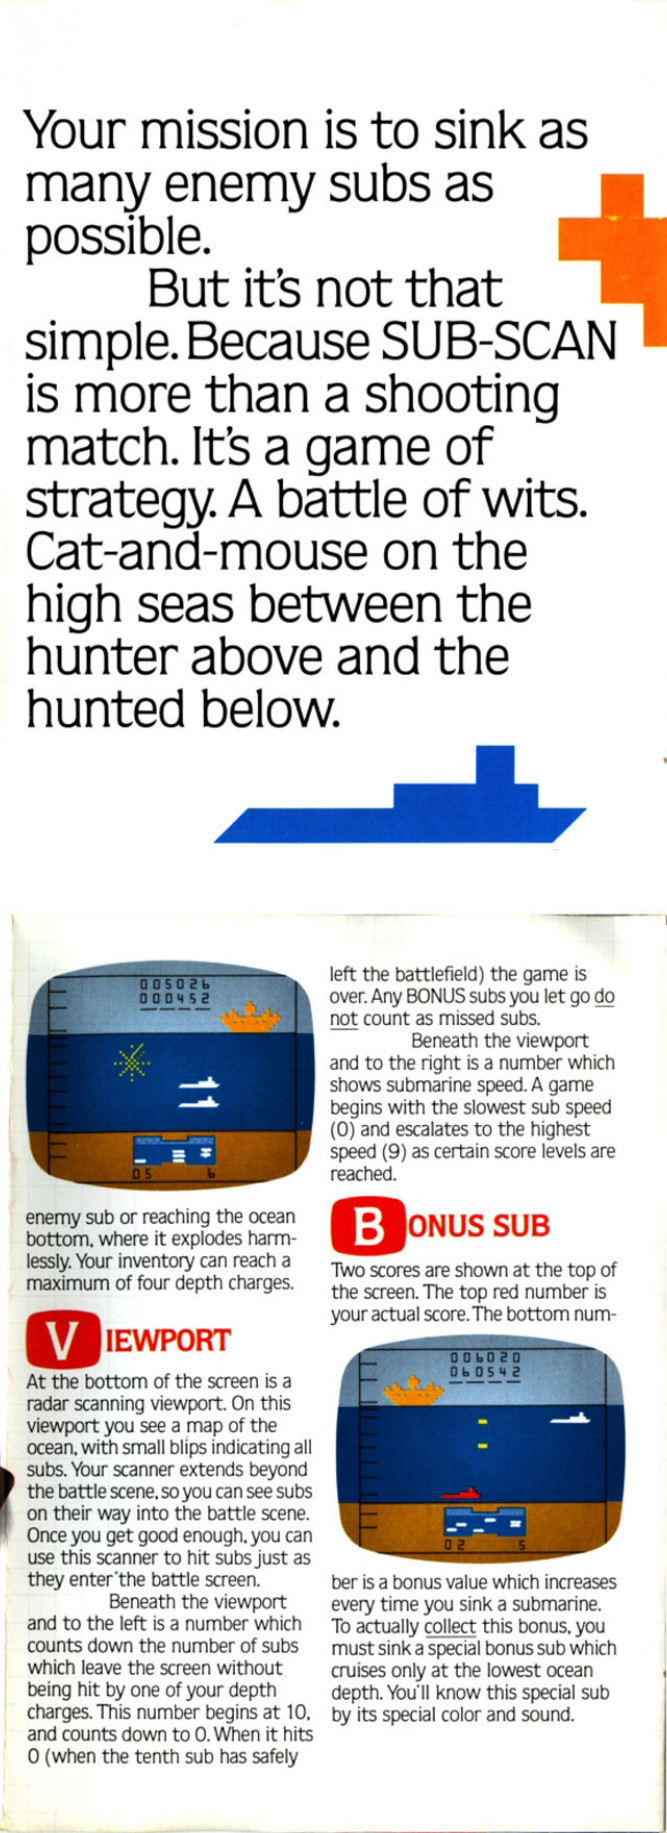 Your mission is to sink as
many enemy subs as
possible.
But it's not that
simple. Because SUB-SCAN
is more than a shooting
match. It's a game of
strategy. A battle of wits.
Cat-and-mouse on the
high seas between the
hunter above and the
hunted below.
005026
000452
05 6
enemy sub or reaching the ocean
bottom, where it explodes harm-
lessly. Your inventory can reach a
maximum of four depth charges.
VIEWPORT
At the bottom of the screen is a
radar scanning viewport. On this
viewport you see a map of the
ocean, with small blips indicating all
subs. Your scanner extends beyond
the battle scene, so you can see subs
on their way into the battle scene.
Once you get good enough, you can
use this scanner to hit subs just as
they enter the battle screen.
Beneath the viewport
and to the left is a number which
counts down the number of subs
which leave the screen without
being hit by one of your depth
charges. This number begins at 10,
and counts down to 0. When it hits
0 (when the tenth sub has safely
left the battlefield) the game is
over. Any BONUS subs you let go do
not count as missed subs.
Beneath the viewport
and to the right is a number which
shows submarine speed. A game
begins with the slowest sub speed
(0) and escalates to the highest
speed (9) as certain score levels are
reached.
BONUS SUB
Two scores are shown at the top of
the screen. The top red number is
your actual score. The bottom num-
006020
060542
02 5
ber is a bonus value which increases
every time you sink a submarine.
To actually collect this bonus, you
must sink a special bonus sub which
cruises only at the lowest ocean
depth. You'll know this special sub
by its special color and sound.